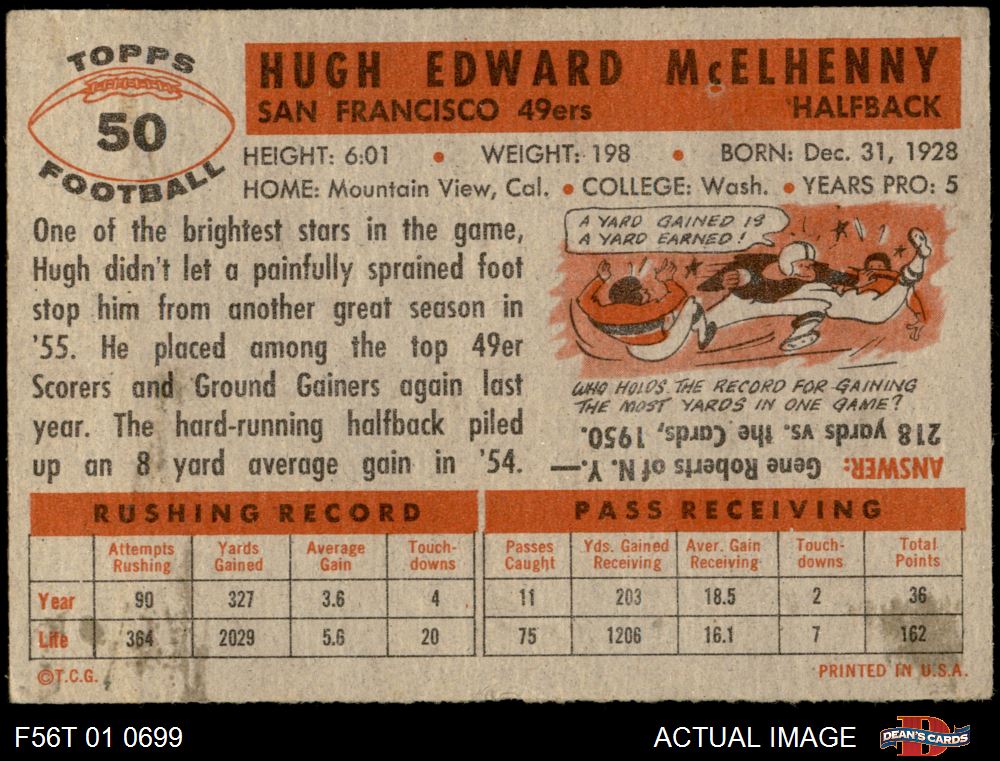 TOPPS
50
FOOTBALL
HUGH EDWARD McELHENNY
SAN FRANCISCO 49ers HALFBACK
HEIGHT: 6:01 • WEIGHT: 198 • BORN: Dec. 31, 1928
HOME: Mountain View, Cal. • COLLEGE: Wash. • YEARS PRO: 5
One of the brightest stars in the game,
Hugh didn't let a painfully sprained foot
stop him from another great season in
'55. He placed among the top 49er
Scorers and Ground Gainers again last
year. The hard-running halfback piled
up an 8 yard average gain in '54.
A YARD GAINED IS
A YARD EARNED!
WHO HOLDS THE RECORD FOR GAINING
THE MOST YARDS IN ONE GAME?
ANSWER: Gene Roberts of N. Y.—
218 yards vs. the Cards, 1950.
RUSHING RECORD PASS RECEIVING
Attempts Rushing Yards Gained Average Gain Touch-downs Passes Caught Yds. Gained Receiving Aver. Gain Receiving Touch-downs Total Points
Year 90 327 3.6 4 11 203 18.5 2 36
Life 364 2029 5.6 20 75 1206 16.1 7 162
©T.C.G. PRINTED IN U.S.A.
F56T 01 0699 ACTUAL IMAGE DEAN'S CARDS